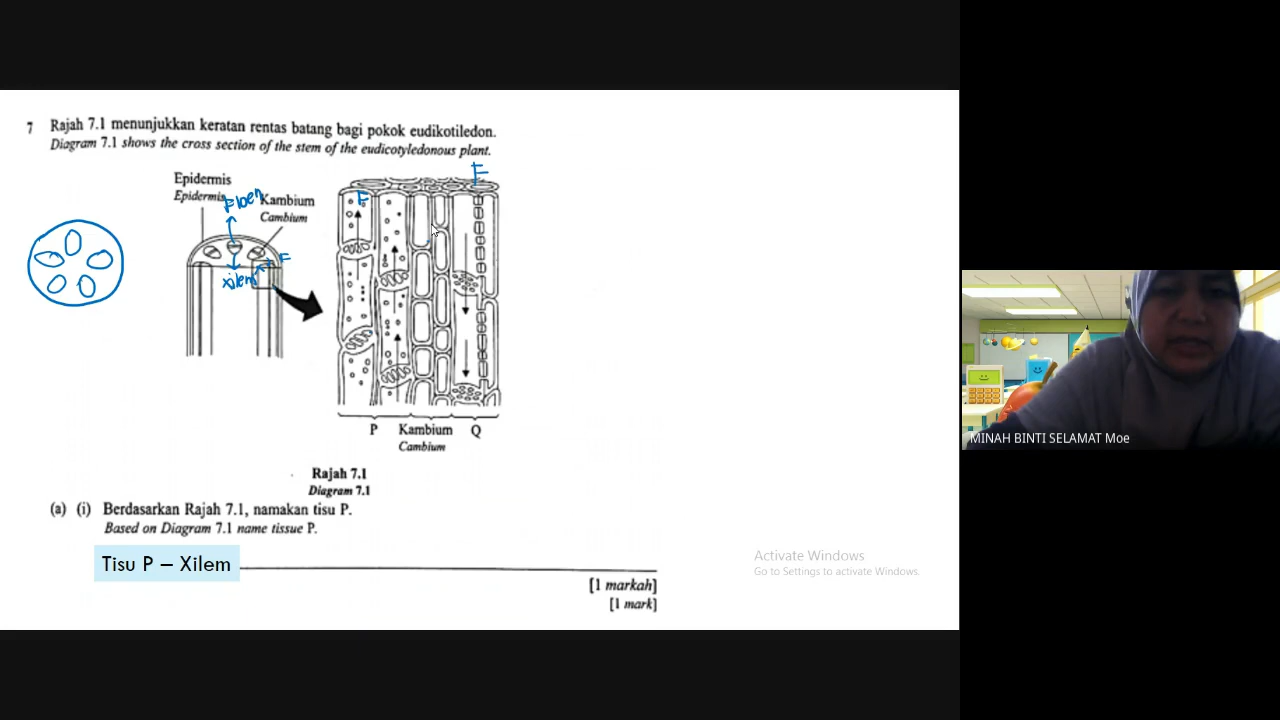 7 Rajah 7.1 menunjukkan keratan rentas batang bagi pokok eudikotiledon.
Diagram 7.1 shows the cross section of the stem of the eudicotyledonous plant.
Epidermis
Epidermis
Floem
Kambium
Cambium
F
Xilem
F
F
P
Kambium
Cambium
Q
Rajah 7.1
Diagram 7.1
(a) (i) Berdasarkan Rajah 7.1, namakan tisu P.
Based on Diagram 7.1 name tissue P.
Tisu P – Xilem
[1 markah]
[1 mark]
Activate Windows
Go to Settings to activate Windows.
MINAH BINTI SELAMAT Moe